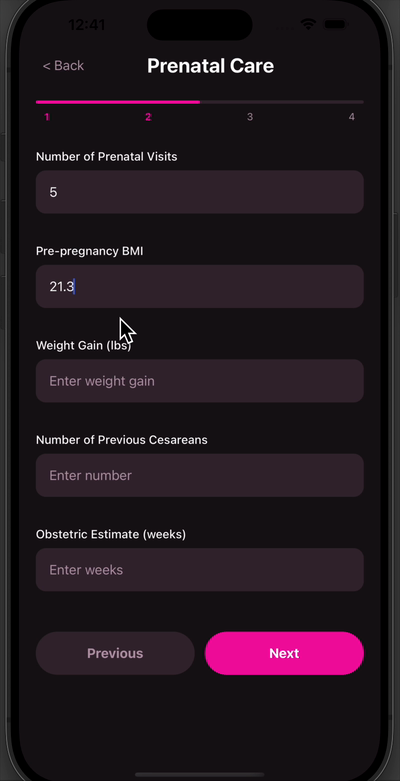 12:41
< Back
Prenatal Care
1 2 3 4
Number of Prenatal Visits
5
Pre-pregnancy BMI
21.3
Weight Gain (lbs)
Enter weight gain
Number of Previous Cesareans
Enter number
Obstetric Estimate (weeks)
Enter weeks
Previous Next